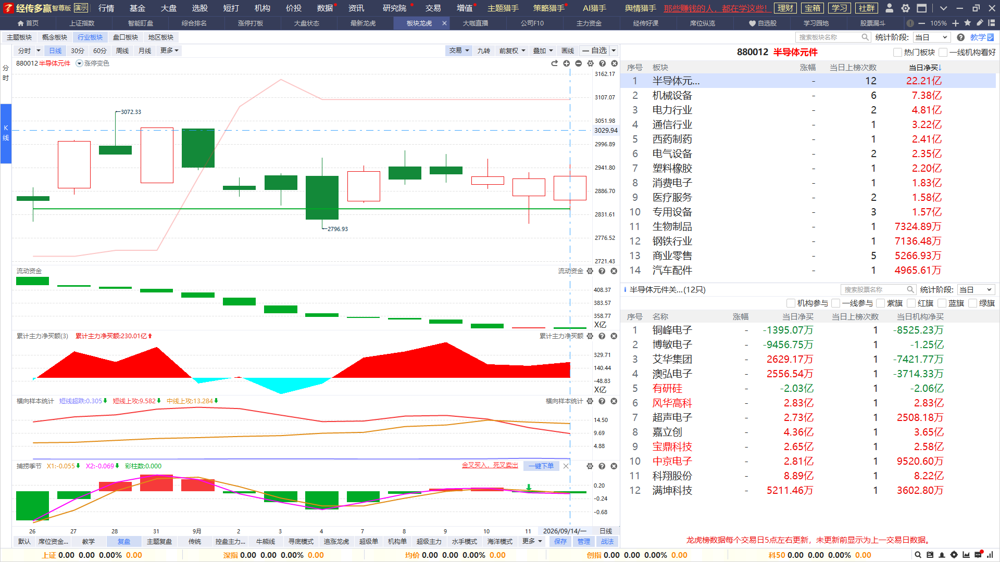 经传多赢智尊版 演示 行情 基金 大盘 选股 短打 机构 价投 数据 资讯 研究院 交易 增值 主题猎手 策略猎手 AI猎手 舆情猎手 那些赚钱的人，都在学这些！ 理财 宝箱 学习 社群
首页 上证指数 智能盯盘 综合排名 涨停打板 大盘状态 最新龙虎 板块龙虎 大咖直播 公司F10 主力资金 经传好课 席位纵览 自选股 学习园地 股票漏斗 105%
主题板块 概念板块 行业板块 盘口板块 地区板块 搜索板块名称 统计阶段: 当日 教学
分时 日线 30分 60分 周线 月线 更多 交易 九转 前复权 叠加 画线 自选
880012 半导体元件 热门板块 一线机构看好
分时
K线
880012 半导体元件 涨停变色
3162.17
3107.07
3051.98
3029.94
2996.89
2941.80
2886.70
2831.61
2776.52
2721.43
3072.33
2796.93
流动资金 流动资金
408.37
383.57
358.77
X亿
累计主力净买额(3) 累计主力净买额:230.01亿 累计主力净买额
329.71
140.44
-48.83
X亿
横向样本统计 短线超跌:0.305 短线上攻:9.582 中线上攻:13.284 横向样本统计
14.50
9.69
4.88
捕捞季节 X1:-0.055 X2:-0.069 彩柱数:0.000 金叉买入，死叉卖出 一键下单
0.20
-0.24
-0.68
26 27 28 31 9月 2 3 4 7 8 9 10 11 2026/09/14/一 日线
默认 席位资金... 教学 复盘 主题复盘 传统 控盘主力... 牛能线 寻底模式 追涨龙虎 超级单 机构单 超级主力 水手模式 海洋模式 更多 保存 管理 战法
序号 板块 涨幅 当日上榜次数 当日净买↓
1 半导体元... - 12 22.21亿
2 机械设备 - 6 7.38亿
3 电力行业 - 2 4.81亿
4 通信行业 - 1 3.22亿
5 西药制药 - 1 2.41亿
6 电气设备 - 2 2.35亿
7 塑料橡胶 - 1 2.20亿
8 消费电子 - 1 1.83亿
9 医疗服务 - 2 1.58亿
10 专用设备 - 3 1.57亿
11 生物制品 - 1 7324.89万
12 钢铁行业 - 1 7136.48万
13 商业零售 - 5 5266.93万
14 汽车配件 - 1 4965.61万
半导体元件关...(12只) 搜索股票名称 统计阶段: 当日
机构参与 一线参与 紫旗 红旗 蓝旗 绿旗
序号 名称 涨幅 当日净买 当日上榜次数 当日机构净买
1 铜峰电子 - -1395.07万 1 -8525.23万
2 博敏电子 - -9456.75万 1 -1.25亿
3 艾华集团 - 2629.17万 1 -7421.77万
4 澳弘电子 - 2556.54万 1 -3714.33万
5 有研硅 - -2.03亿 1 -2.06亿
6 风华高科 - 2.83亿 1 2.83亿
7 超声电子 - 2.73亿 1 2508.18万
8 嘉立创 - 4.36亿 1 3.65亿
9 宝鼎科技 - 2.65亿 1 2.58亿
10 中京电子 - 2.81亿 1 9520.60万
11 科翔股份 - 8.89亿 1 8.22亿
12 满坤科技 - 5211.46万 1 3602.80万
龙虎榜数据每个交易日5点左右更新，未更新前显示为上一交易日数据。
上证 0.00 0.00 0.00% 0.00 深指 0.00 0.00 0.00% 0.00 均价 0.00 0.00 0.00% 0.00 创指 0.00 0.00 0.00% 0.00 科50 0.00 0.00 0.00% 0.00